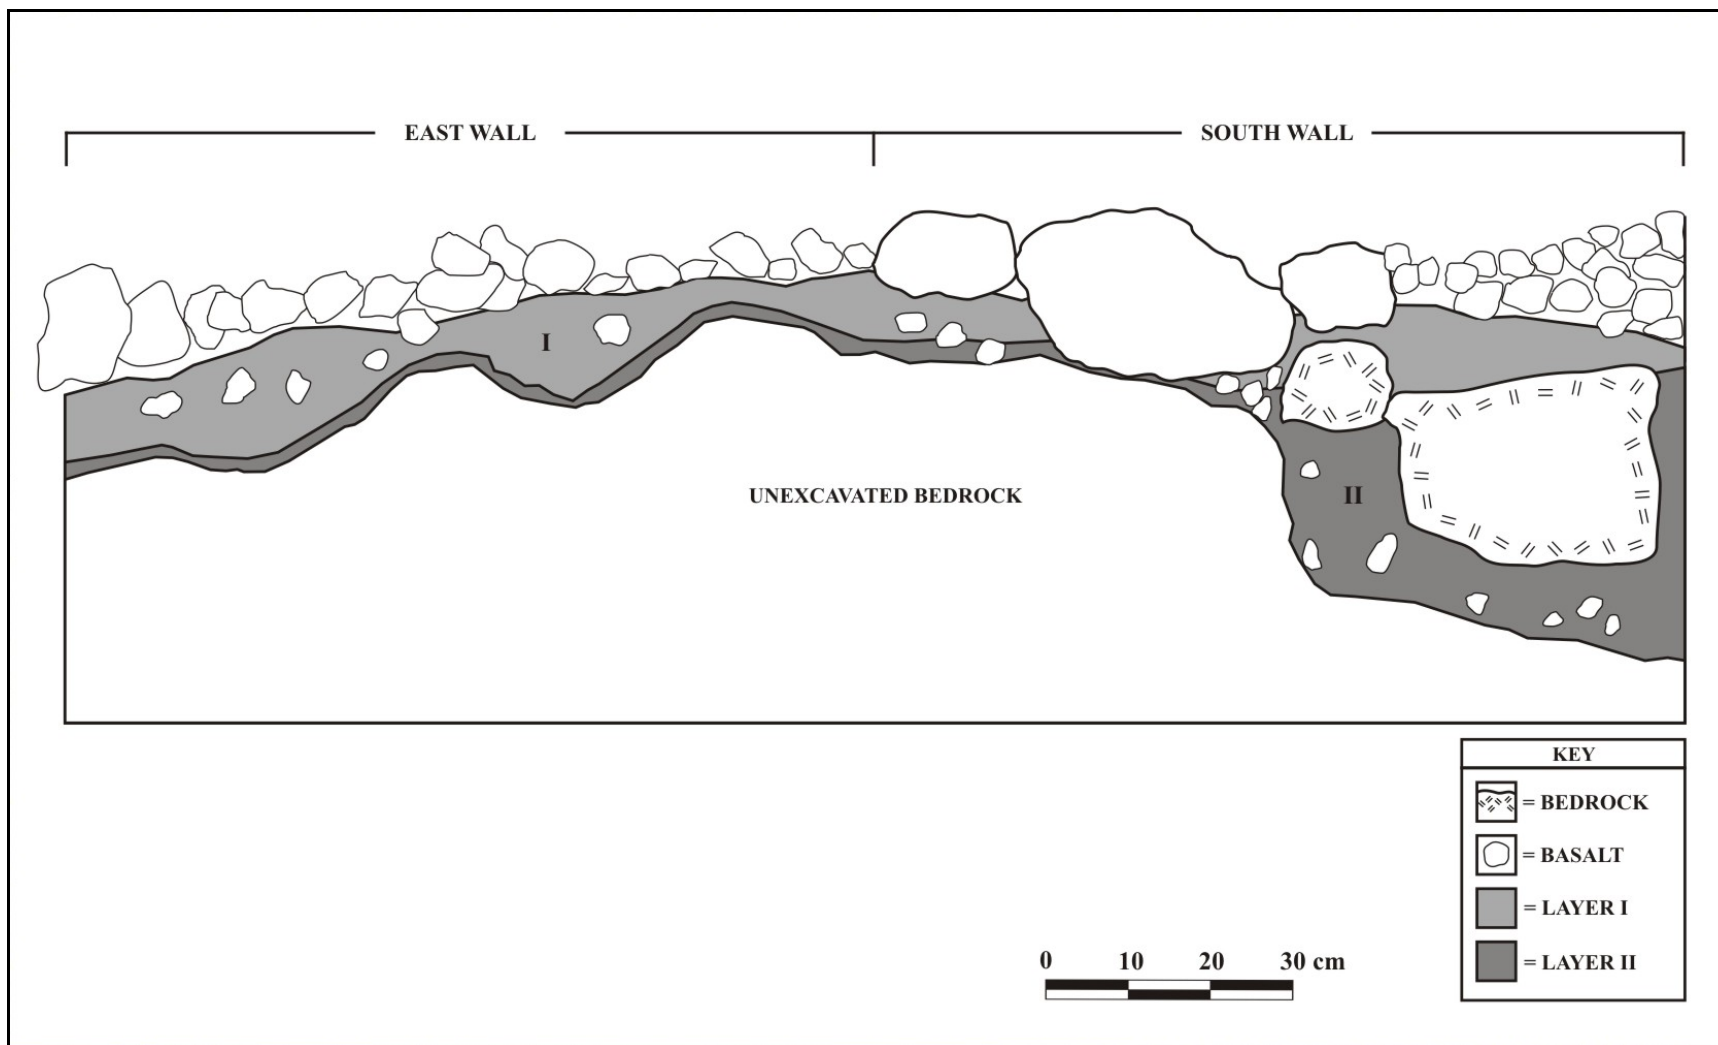 EAST WALL
SOUTH WALL
I
II
UNEXCAVATED BEDROCK
KEY
= BEDROCK
= BASALT
= LAYER I
= LAYER II
0 10 20 30 cm